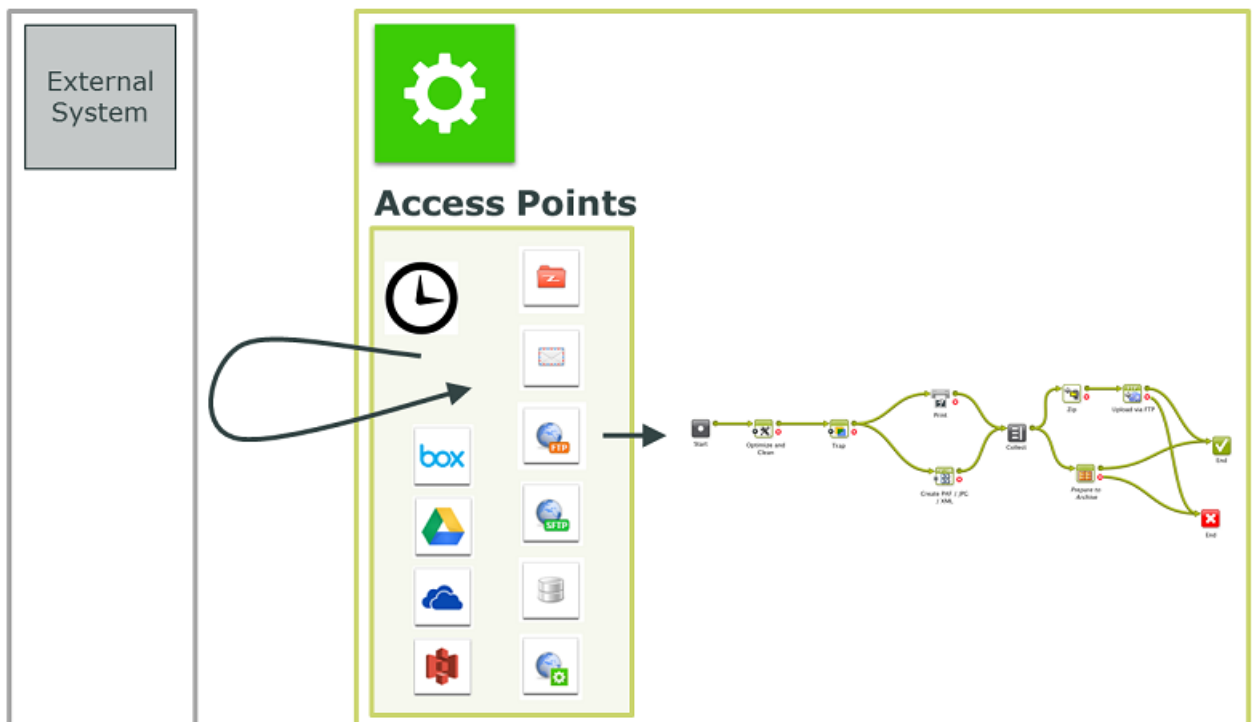 External
System
Access Points
box
FTP
SFTP
Start
Optimize and
Clean
Trap
Print
Create PAF / JPG
/ XML
Collect
Zip
Upload via FTP
Prepare to
Archive
End
End